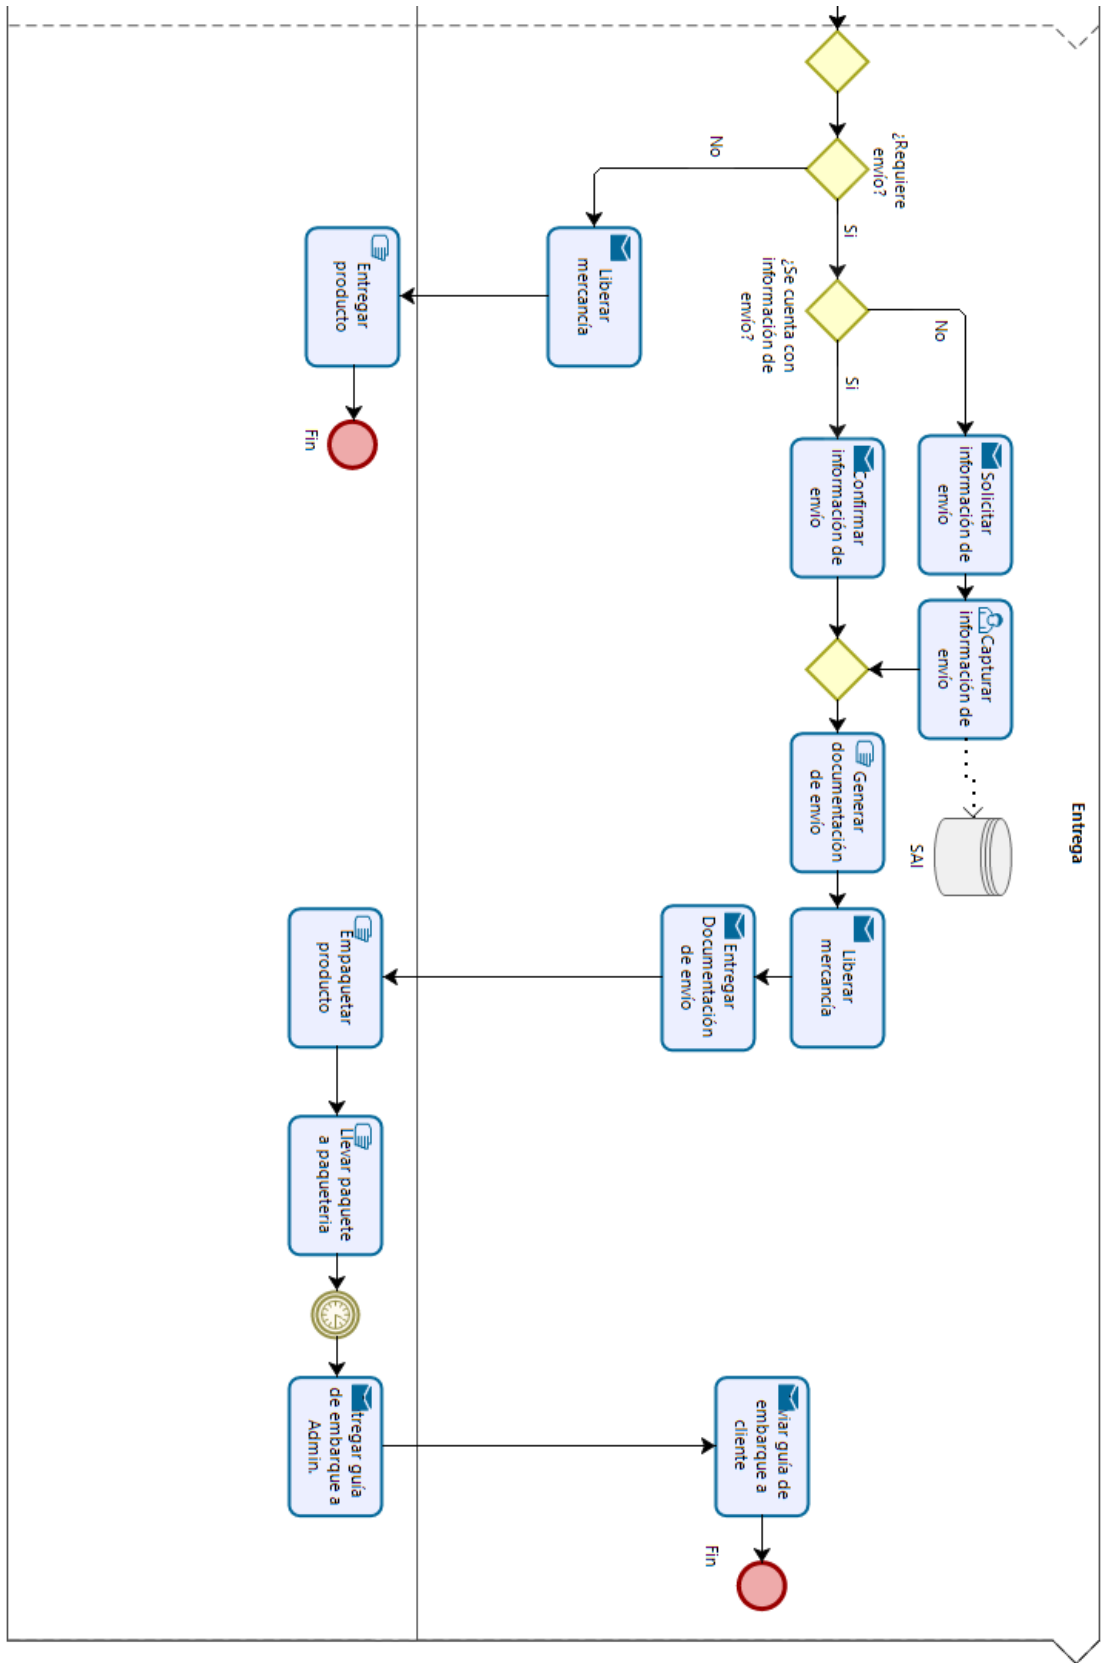 Entrega
¿Requiere
envío?
No
Si
¿Se cuenta con
información de
envío?
No
Si
Solicitar
información de
envío
Capturar
información de
envío
SAI
Confirmar
información de
envío
Generar
documentación
de envío
Liberar
mercancía
Entregar
Documentación
de envío
Liberar
mercancía
Entregar
producto
Fin
Empaquetar
producto
Llevar paquete
a paqueteria
tregar guía
de embarque a
Admin.
viar guía de
embarque a
cliente
Fin